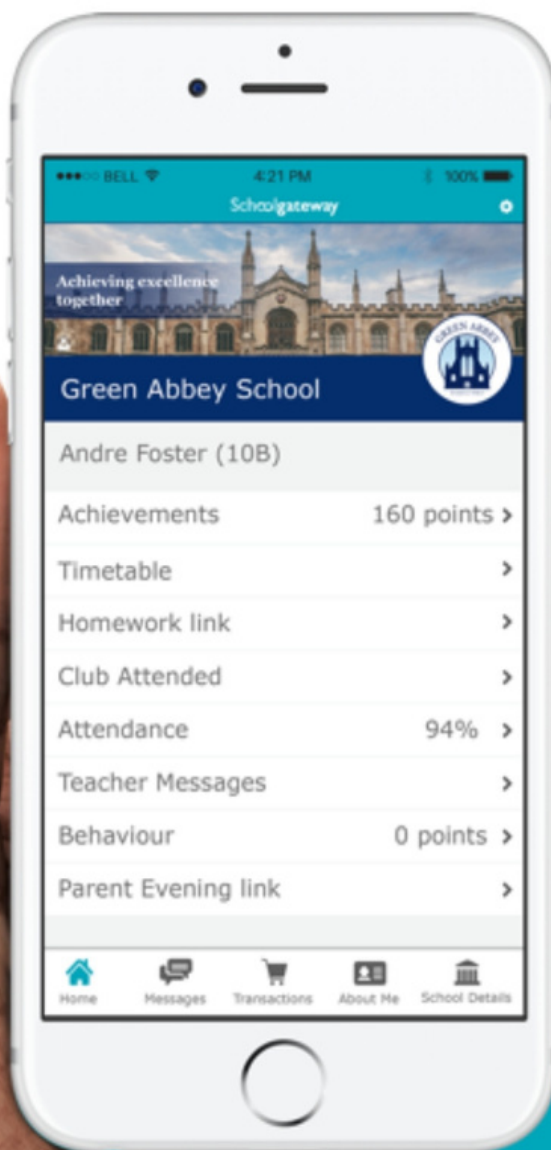 BELL
4:21 PM
100%
Schoolgateway
Achieving excellence
together
GREEN ABBEY
Green Abbey School
Andre Foster (10B)
Achievements 160 points
Timetable
Homework link
Club Attended
Attendance 94%
Teacher Messages
Behaviour 0 points
Parent Evening link
Home Messages Transactions About Me School Details